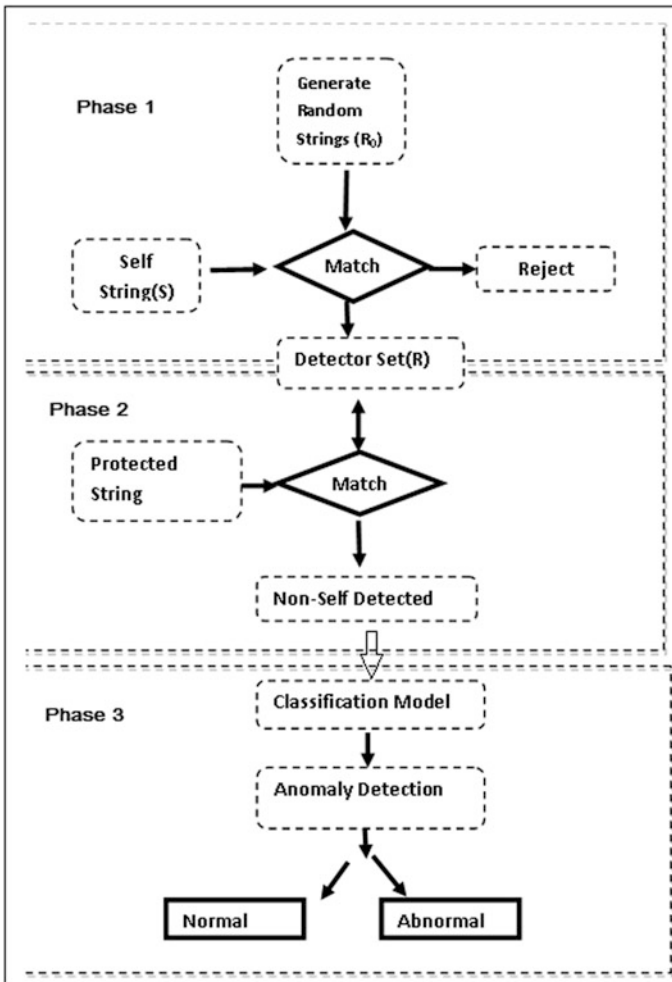 Phase 1
Generate
Random
Strings (R₀)
Self
String(S)
Match
Reject
Detector Set(R)
Phase 2
Protected
String
Match
Non-Self Detected
Phase 3
Classification Model
Anomaly Detection
Normal
Abnormal